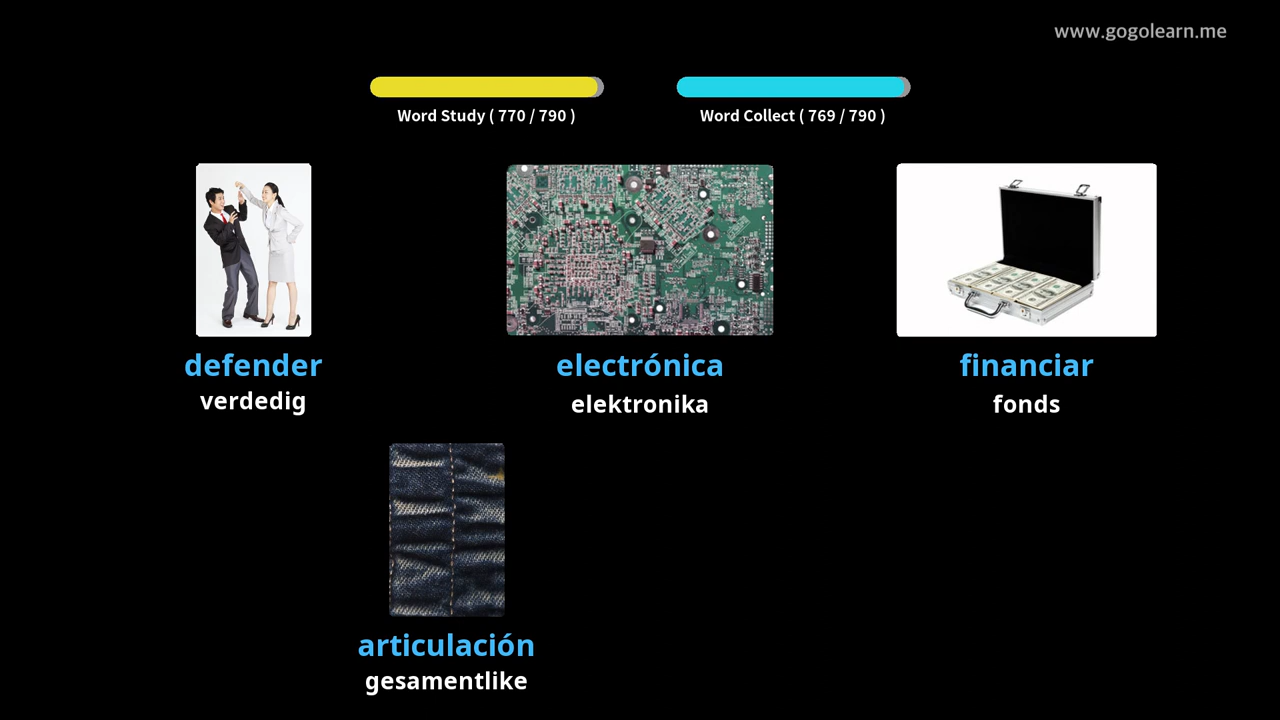 www.gogolearn.me
Word Study ( 770 / 790 )
Word Collect ( 769 / 790 )
defender
verdedig
electrónica
elektronika
financiar
fonds
articulación
gesamentlike